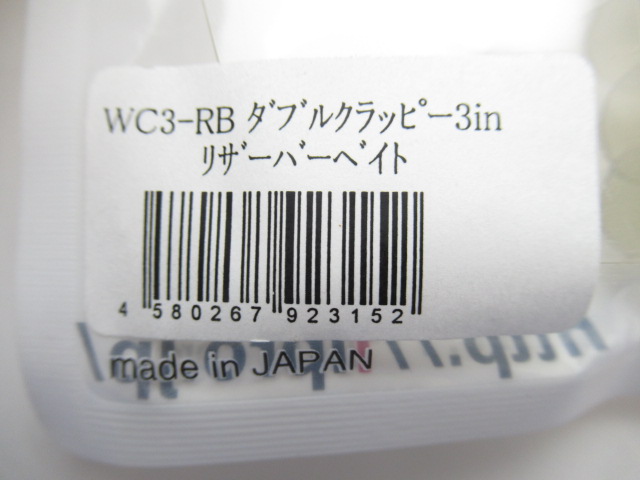 WC3-RB ﾀﾞﾌﾞﾙｸﾗｯﾋﾟｰ3in
ﾘｻﾞｰﾊﾞｰﾍﾞｲﾄ
4 580267 923152
made in JAPAN